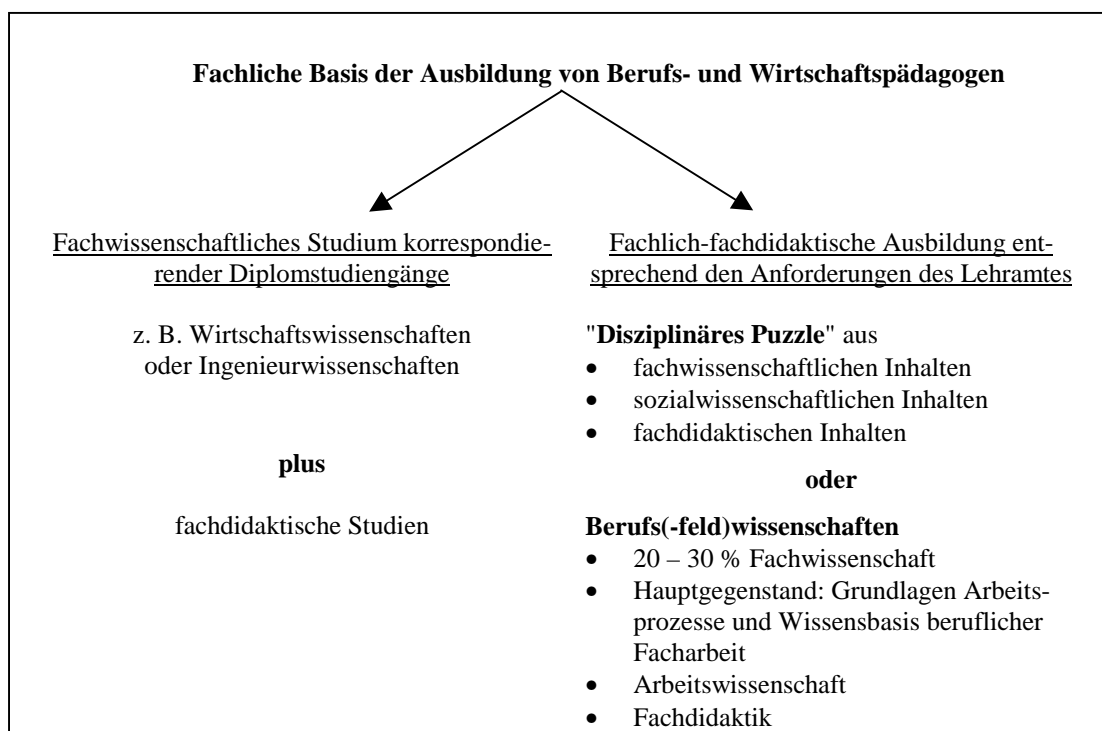 Fachliche Basis der Ausbildung von Berufs- und Wirtschaftspädagogen
Fachwissenschaftliches Studium korrespondie-
render Diplomstudiengänge
z. B. Wirtschaftswissenschaften
oder Ingenieurwissenschaften
plus
fachdidaktische Studien
Fachlich-fachdidaktische Ausbildung ent-
sprechend den Anforderungen des Lehramtes
"Disziplinäres Puzzle" aus
• fachwissenschaftlichen Inhalten
• sozialwissenschaftlichen Inhalten
• fachdidaktischen Inhalten
oder
Berufs(-feld)wissenschaften
• 20 – 30 % Fachwissenschaft
• Hauptgegenstand: Grundlagen Arbeits-
prozesse und Wissensbasis beruflicher
Facharbeit
• Arbeitswissenschaft
• Fachdidaktik